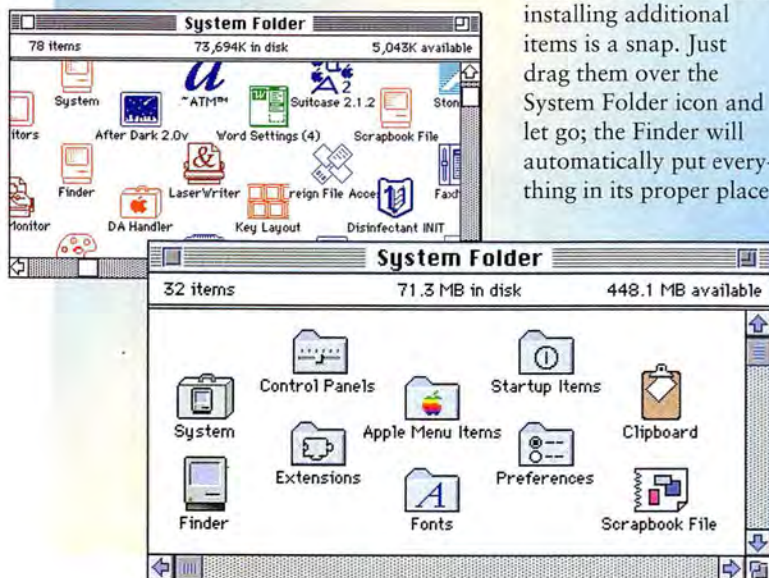 System Folder
78 items 73,694K in disk 5,043K available
System ~ATM™ Suitcase 2.1.2
After Dark 2.0v Word Settings (4) Scrapbook File
Finder LaserWriter reign File Acce
DA Handler Key Layout Disinfectant INIT
installing additional
items is a snap. Just
drag them over the
System Folder icon and
let go; the Finder will
automatically put every-
thing in its proper place
System Folder
32 items 71.3 MB in disk 448.1 MB available
Control Panels Startup Items
System Apple Menu Items Clipboard
Extensions Preferences
Finder Fonts Scrapbook File